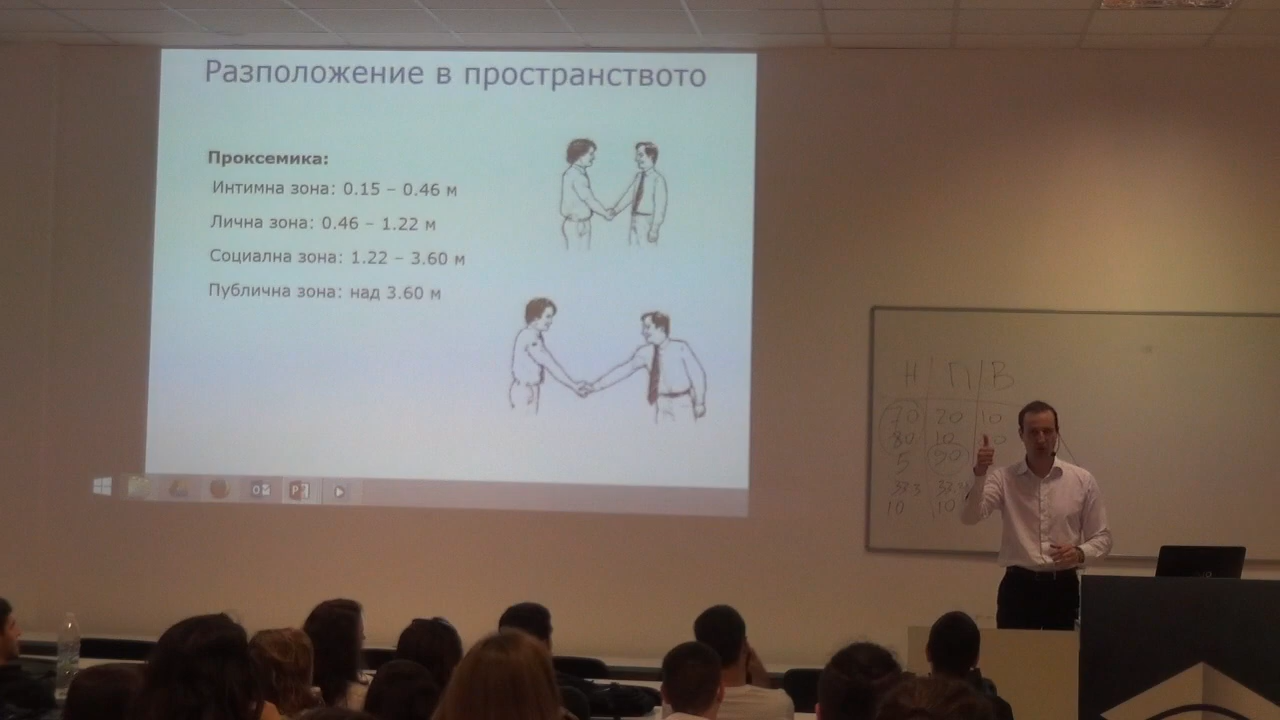 Разположение в пространството
Проксемика:
Интимна зона: 0.15 – 0.46 м
Лична зона: 0.46 – 1.22 м
Социална зона: 1.22 – 3.60 м
Публична зона: над 3.60 м
Н П В
70 20 10
80 10
5 90
10 10